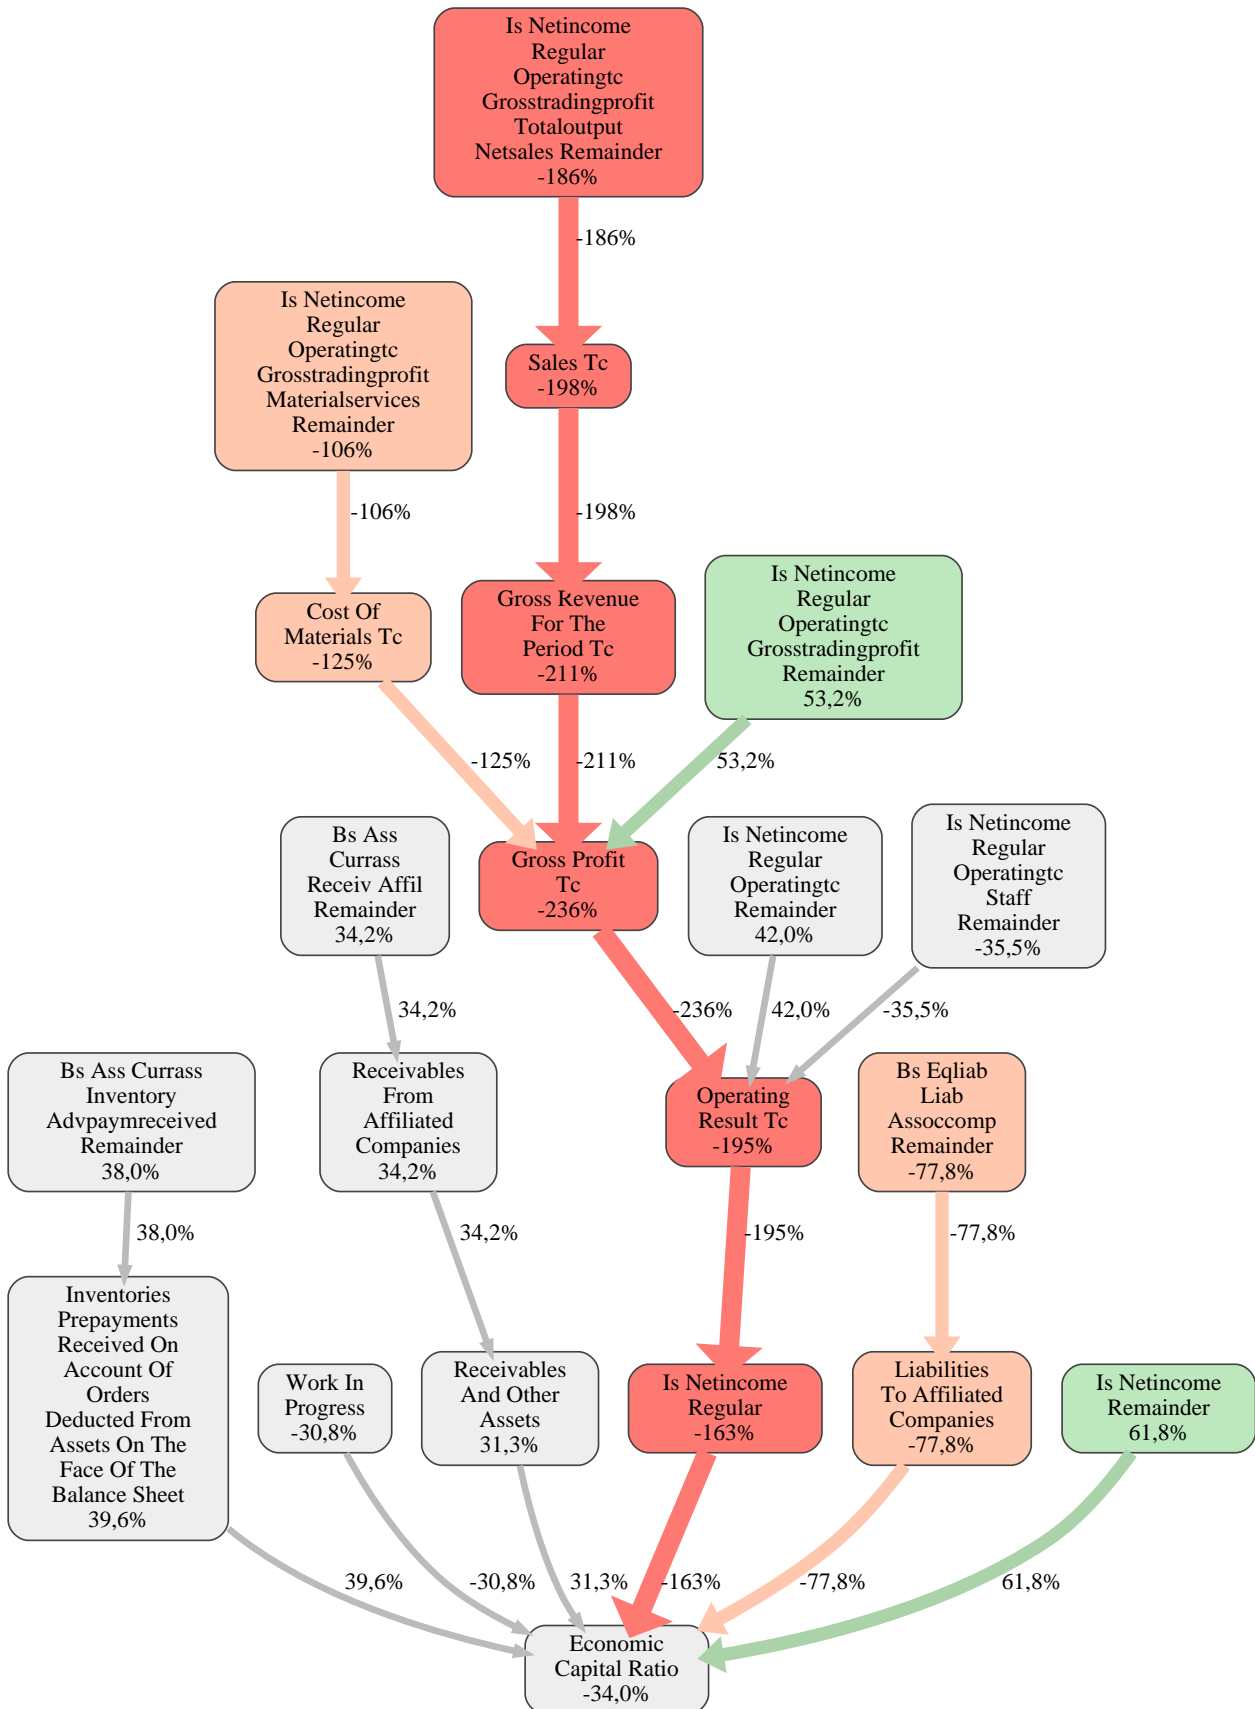 Is Netincome
Regular
Operatingtc
Grosstradingprofit
Totaloutput
Netsales Remainder
-186%
-186%
Is Netincome
Regular
Operatingtc
Grosstradingprofit
Materialservices
Remainder
-106%
Sales Tc
-198%
-106%
-198%
Cost Of
Materials Tc
-125%
Gross Revenue
For The
Period Tc
-211%
Is Netincome
Regular
Operatingtc
Grosstradingprofit
Remainder
53,2%
-125%
-211%
53,2%
Bs Ass
Currass
Receiv Affil
Remainder
34,2%
Gross Profit
Tc
-236%
Is Netincome
Regular
Operatingtc
Remainder
42,0%
Is Netincome
Regular
Operatingtc
Staff
Remainder
-35,5%
34,2%
-236%
42,0%
-35,5%
Bs Ass Currass
Inventory
Advpaymreceived
Remainder
38,0%
Receivables
From
Affiliated
Companies
34,2%
Operating
Result Tc
-195%
Bs Eqliab
Liab
Assoccomp
Remainder
-77,8%
38,0%
34,2%
-195%
-77,8%
Inventories
Prepayments
Received On
Account Of
Orders
Deducted From
Assets On The
Face Of The
Balance Sheet
39,6%
Work In
Progress
-30,8%
Receivables
And Other
Assets
31,3%
Is Netincome
Regular
-163%
Liabilities
To Affiliated
Companies
-77,8%
Is Netincome
Remainder
61,8%
39,6%
-30,8%
31,3%
-163%
-77,8%
61,8%
Economic
Capital Ratio
-34,0%